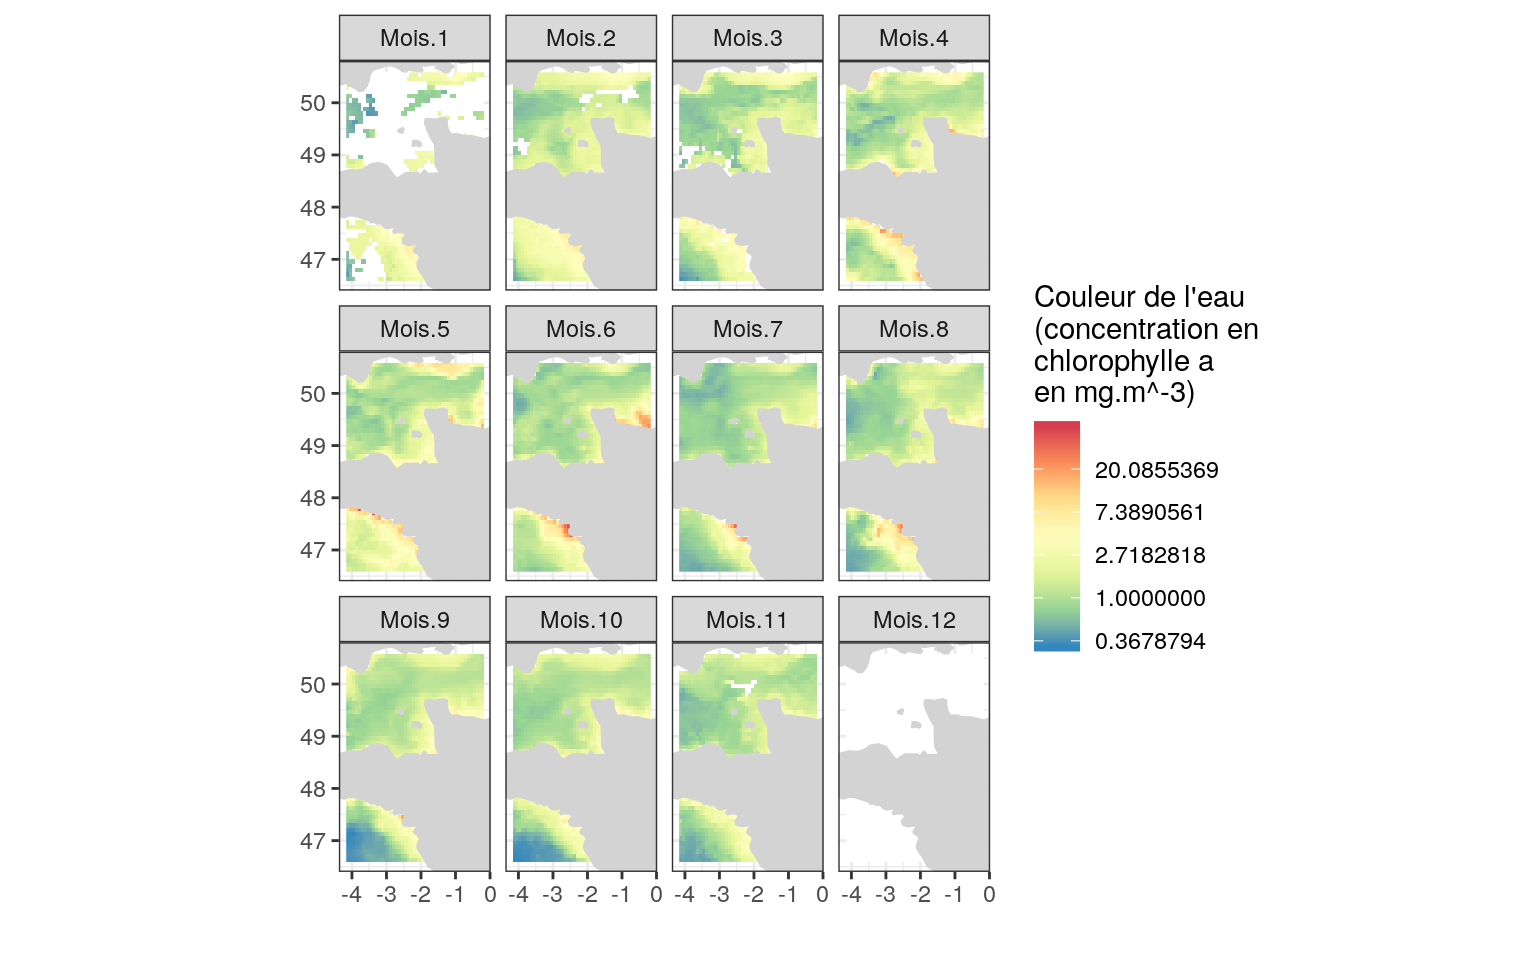 Mois.1 Mois.2 Mois.3 Mois.4
50
49
48
47
Mois.5 Mois.6 Mois.7 Mois.8
50
49
48
47
Mois.9 Mois.10 Mois.11 Mois.12
50
49
48
47
-4 -3 -2 -1 0 -4 -3 -2 -1 0 -4 -3 -2 -1 0 -4 -3 -2 -1 0
Couleur de l'eau
(concentration en
chlorophylle a
en mg.m^-3)
20.0855369
7.3890561
2.7182818
1.0000000
0.3678794